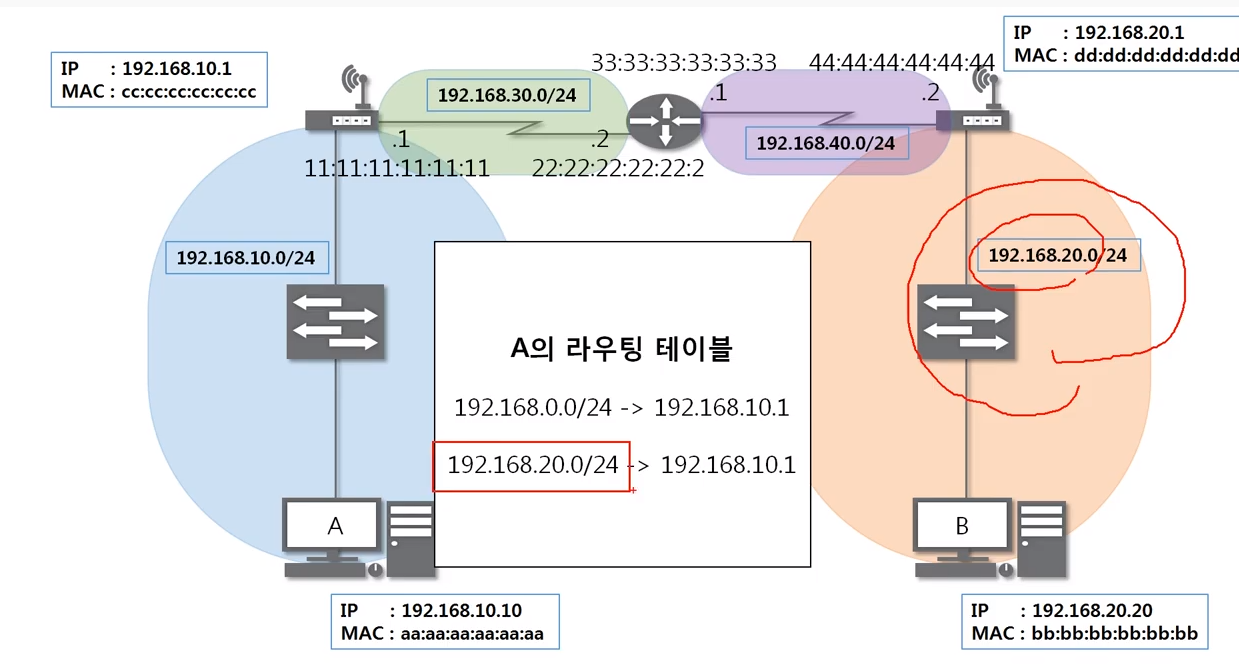 IP : 192.168.20.1
MAC : dd:dd:dd:dd:dd:dd
33:33:33:33:33:33
44:44:44:44:44:44
IP : 192.168.10.1
MAC : cc:cc:cc:cc:cc:cc
192.168.30.0/24
.1
.2
.1
.2
192.168.40.0/24
11:11:11:11:11:11
22:22:22:22:22:2
192.168.10.0/24
192.168.20.0/24
A의 라우팅 테이블
192.168.0.0/24 -> 192.168.10.1
192.168.20.0/24 -> 192.168.10.1
A
B
IP : 192.168.10.10
MAC : aa:aa:aa:aa:aa:aa
IP : 192.168.20.20
MAC : bb:bb:bb:bb:bb:bb